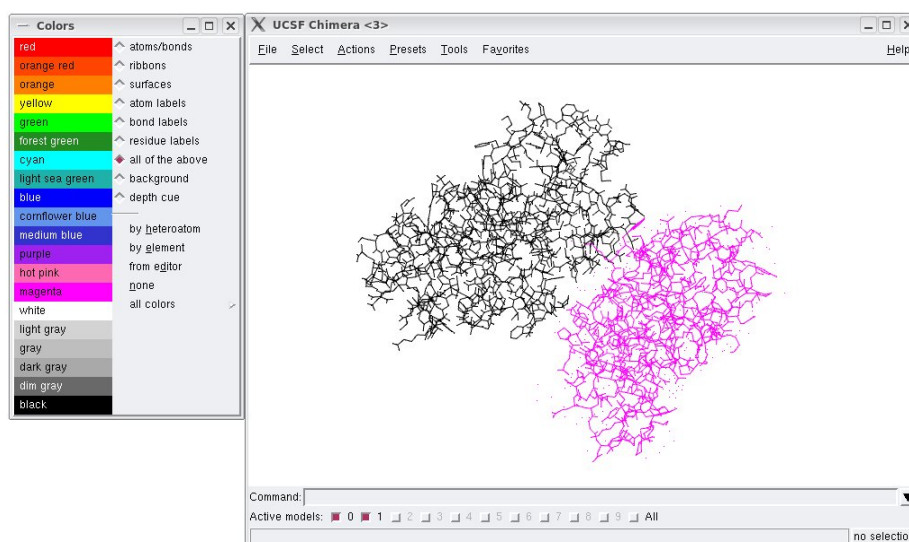 Colors
red
orange red
orange
yellow
green
forest green
cyan
light sea green
blue
cornflower blue
medium blue
purple
hot pink
magenta
white
light gray
gray
dark gray
dim gray
black
atoms/bonds
ribbons
surfaces
atom labels
bond labels
residue labels
all of the above
background
depth cue
by heteroatom
by element
from editor
none
all colors
UCSF Chimera <3>
File Select Actions Presets Tools Favorites Help
Command:
Active models: 0 1 2 3 4 5 6 7 8 9 All
no selectio